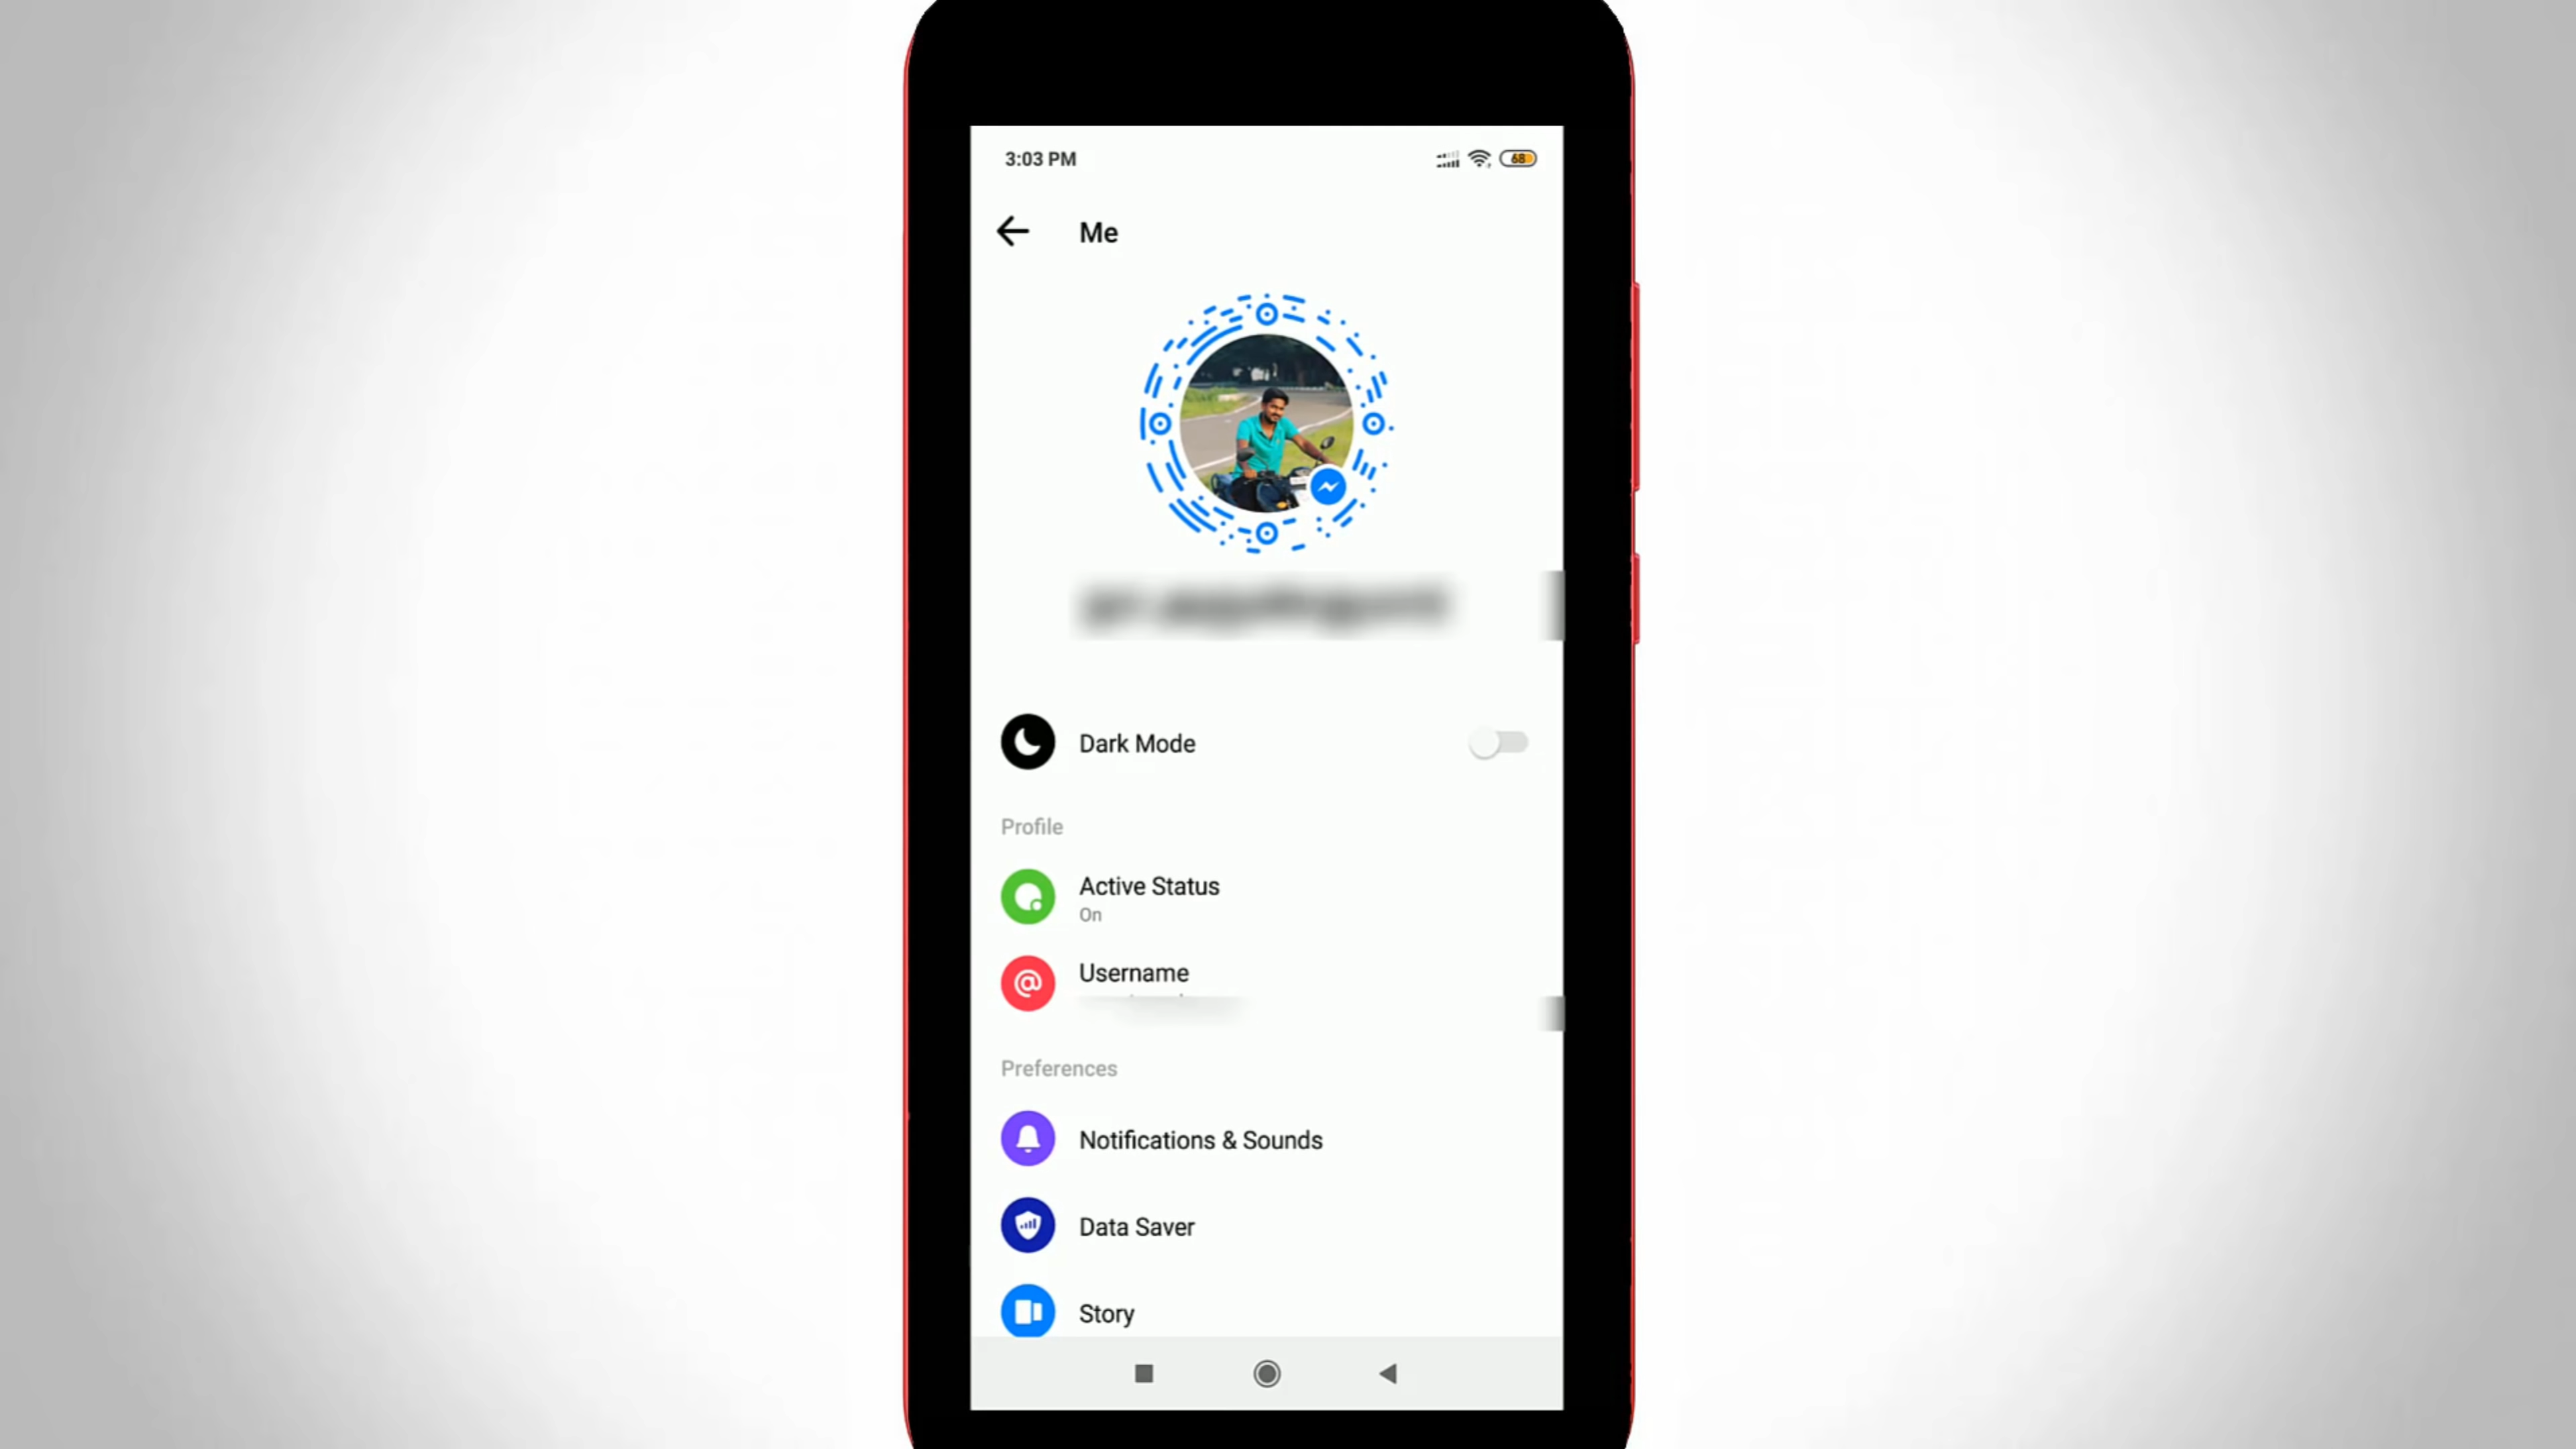 3:03 PM
68
Me
Dark Mode
Profile
Active Status
On
Username
Preferences
Notifications & Sounds
Data Saver
Story